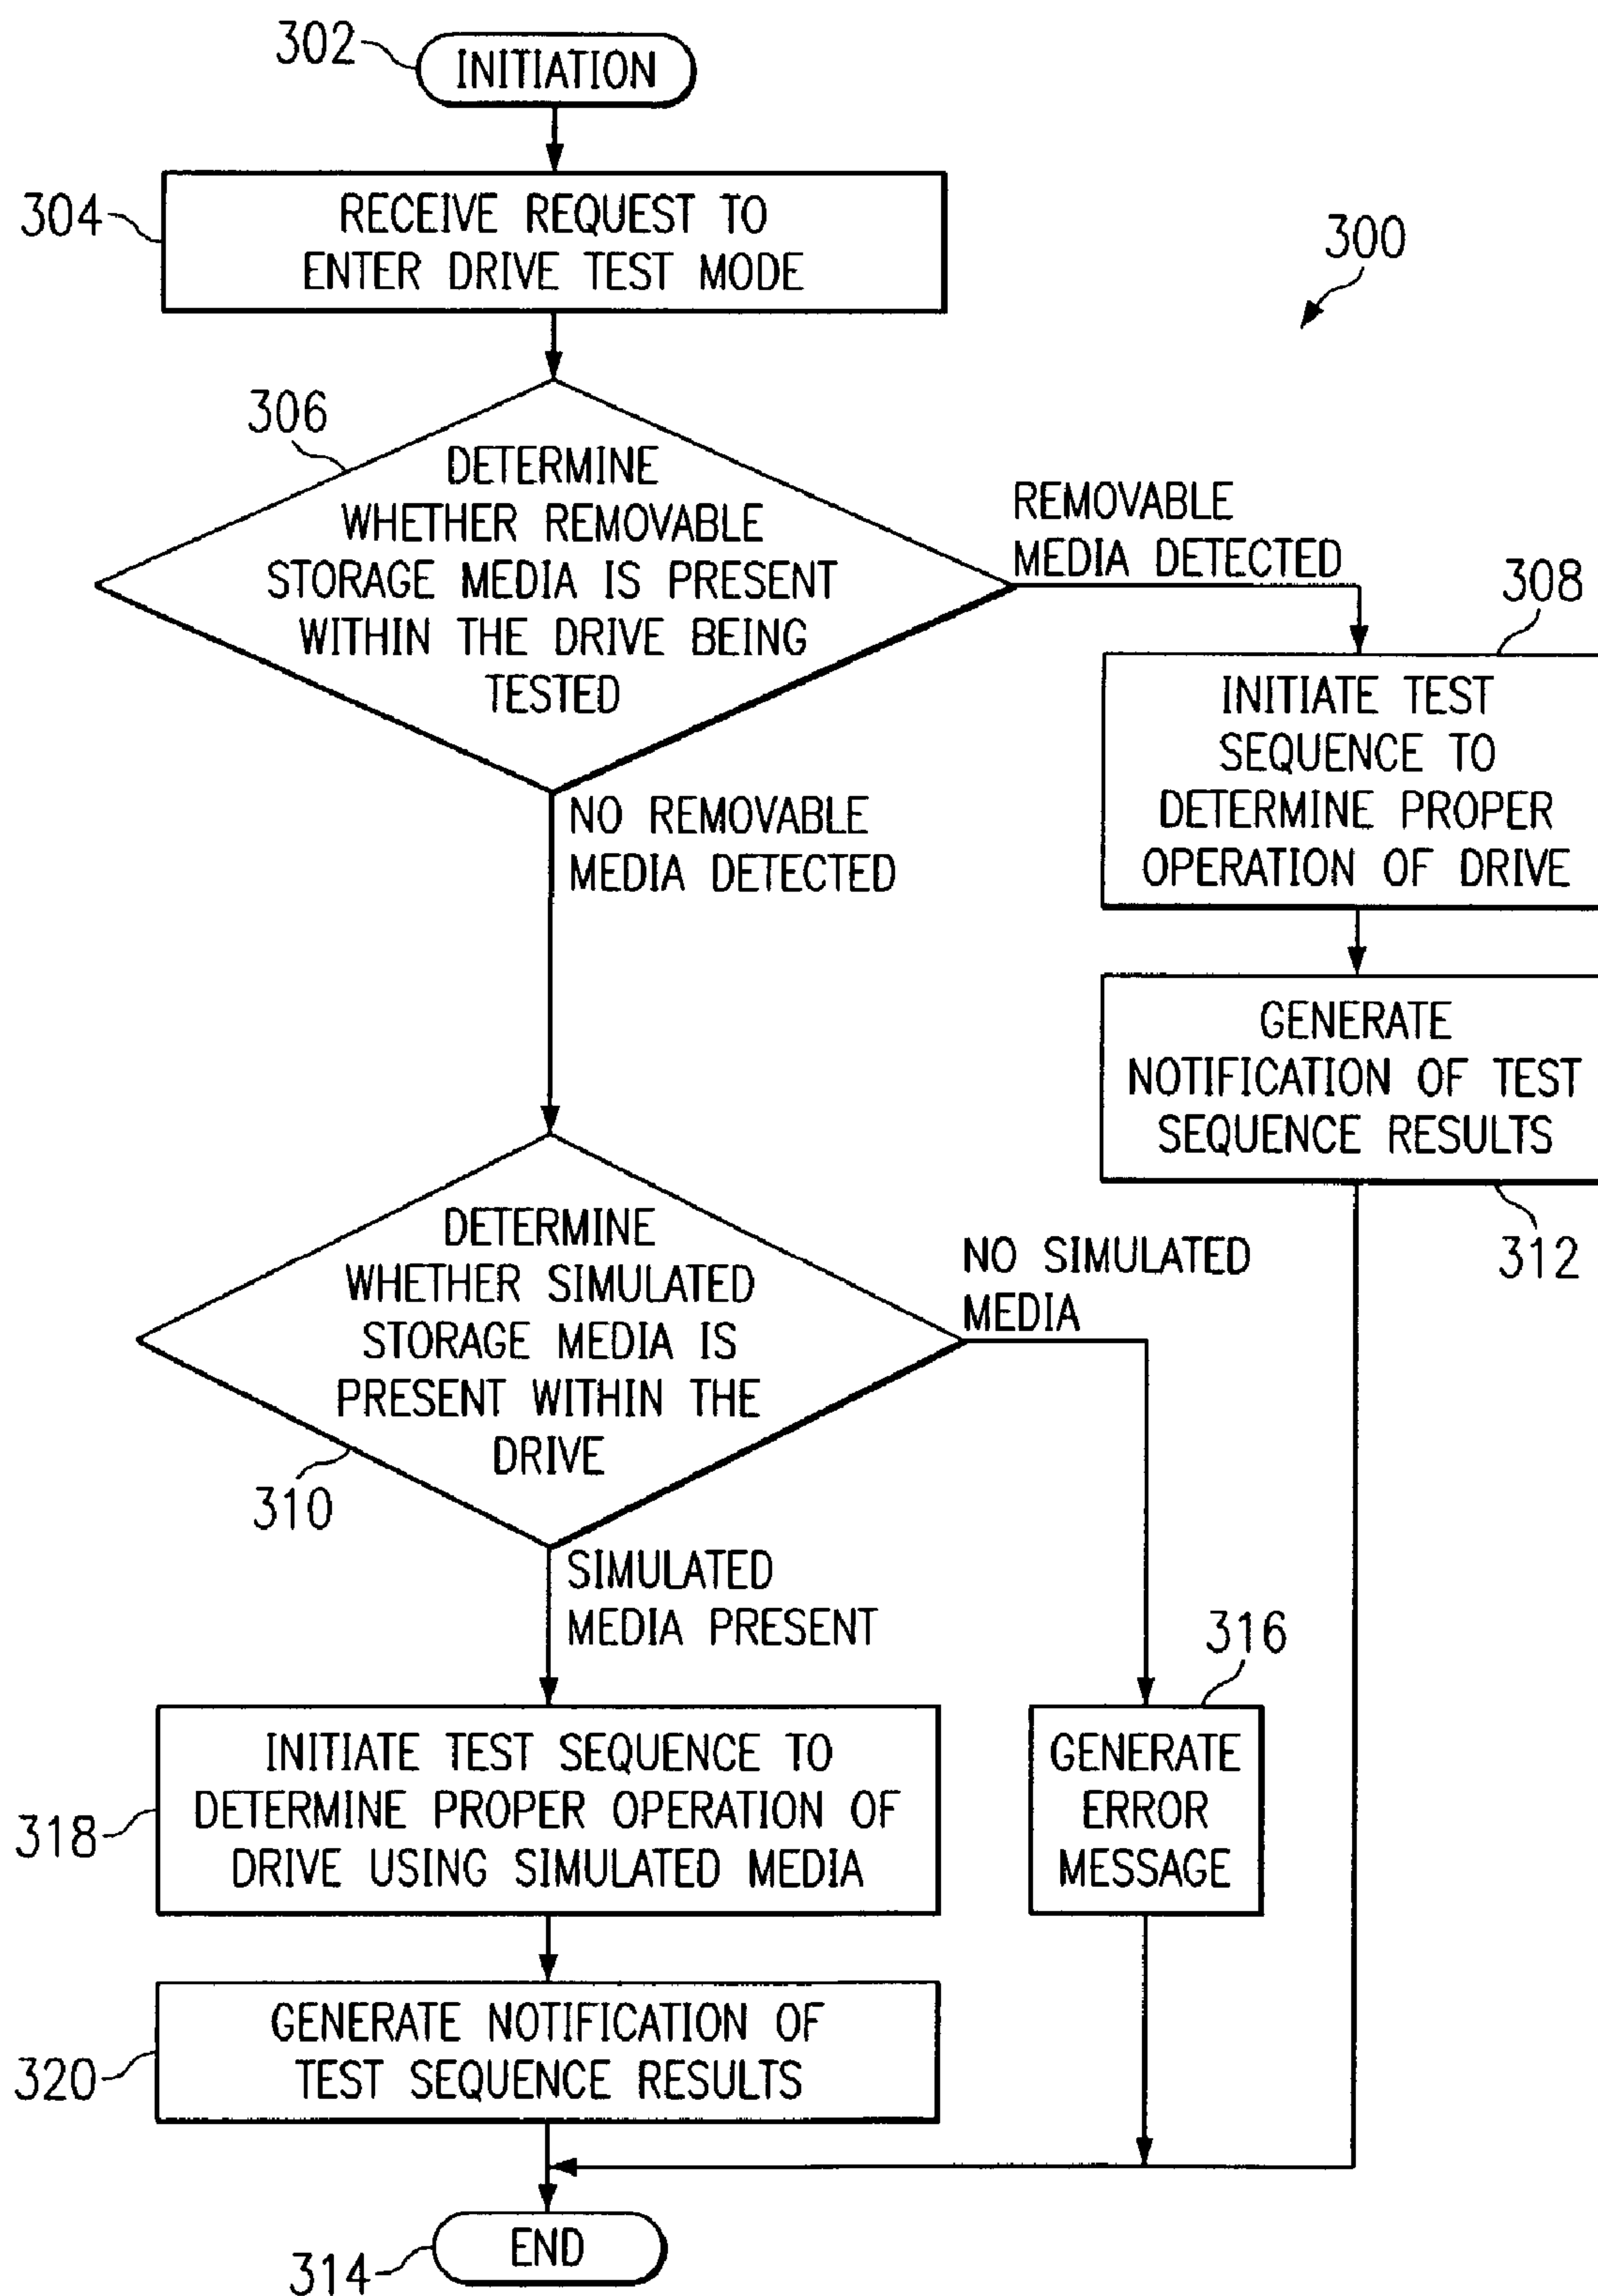 302
INITIATION
304
RECEIVE REQUEST TO
ENTER DRIVE TEST MODE
300
306
DETERMINE
WHETHER REMOVABLE
STORAGE MEDIA IS PRESENT
WITHIN THE DRIVE BEING
TESTED
REMOVABLE
MEDIA DETECTED
308
INITIATE TEST
SEQUENCE TO
DETERMINE PROPER
OPERATION OF DRIVE
NO REMOVABLE
MEDIA DETECTED
GENERATE
NOTIFICATION OF TEST
SEQUENCE RESULTS
312
DETERMINE
WHETHER SIMULATED
STORAGE MEDIA IS
PRESENT WITHIN THE
DRIVE
310
NO SIMULATED
MEDIA
SIMULATED
MEDIA PRESENT
316
GENERATE
ERROR
MESSAGE
318
INITIATE TEST SEQUENCE TO
DETERMINE PROPER OPERATION OF
DRIVE USING SIMULATED MEDIA
320
GENERATE NOTIFICATION OF
TEST SEQUENCE RESULTS
314
END